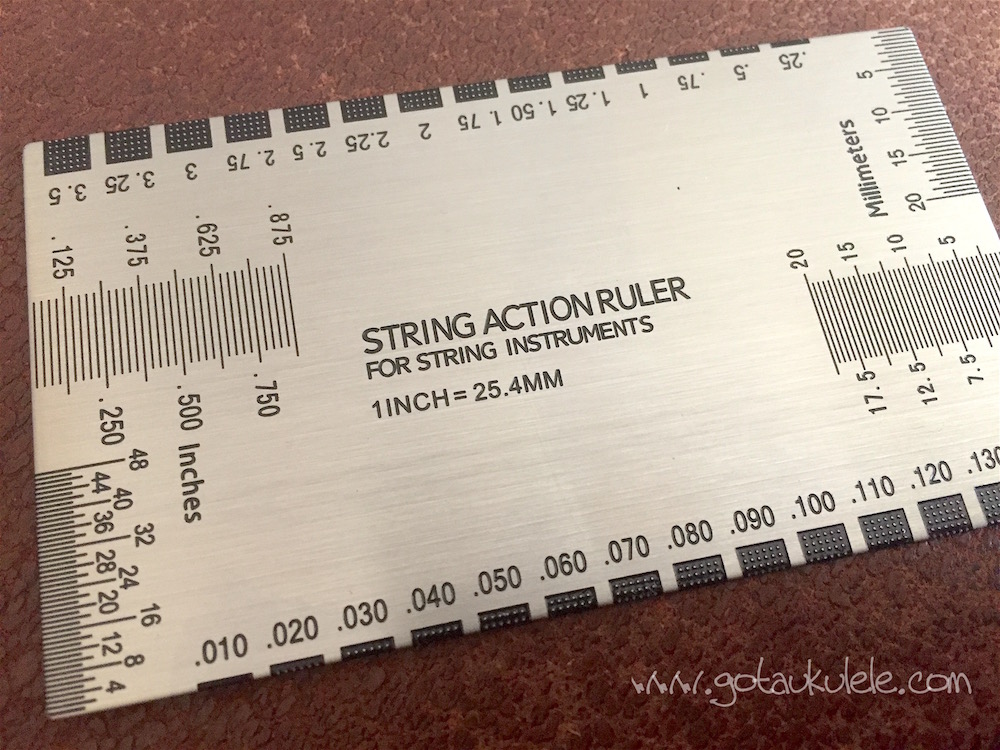 3.5 3.25 3 2.75 2.5 2.25 2 1.75 1.50 1.25 1 .75 .5 .25
.125 .375 .625 .875
.250 .500 .750
Inches
48 44 40 36 32 28 24 20 16 12 8 4
STRING ACTION RULER
FOR STRING INSTRUMENTS
1 INCH = 25.4MM
Millimeters
5 10 15 20
20 15 10 5
17.5 12.5 7.5
.010 .020 .030 .040 .050 .060 .070 .080 .090 .100 .110 .120 .130
www.gotaukulele.com